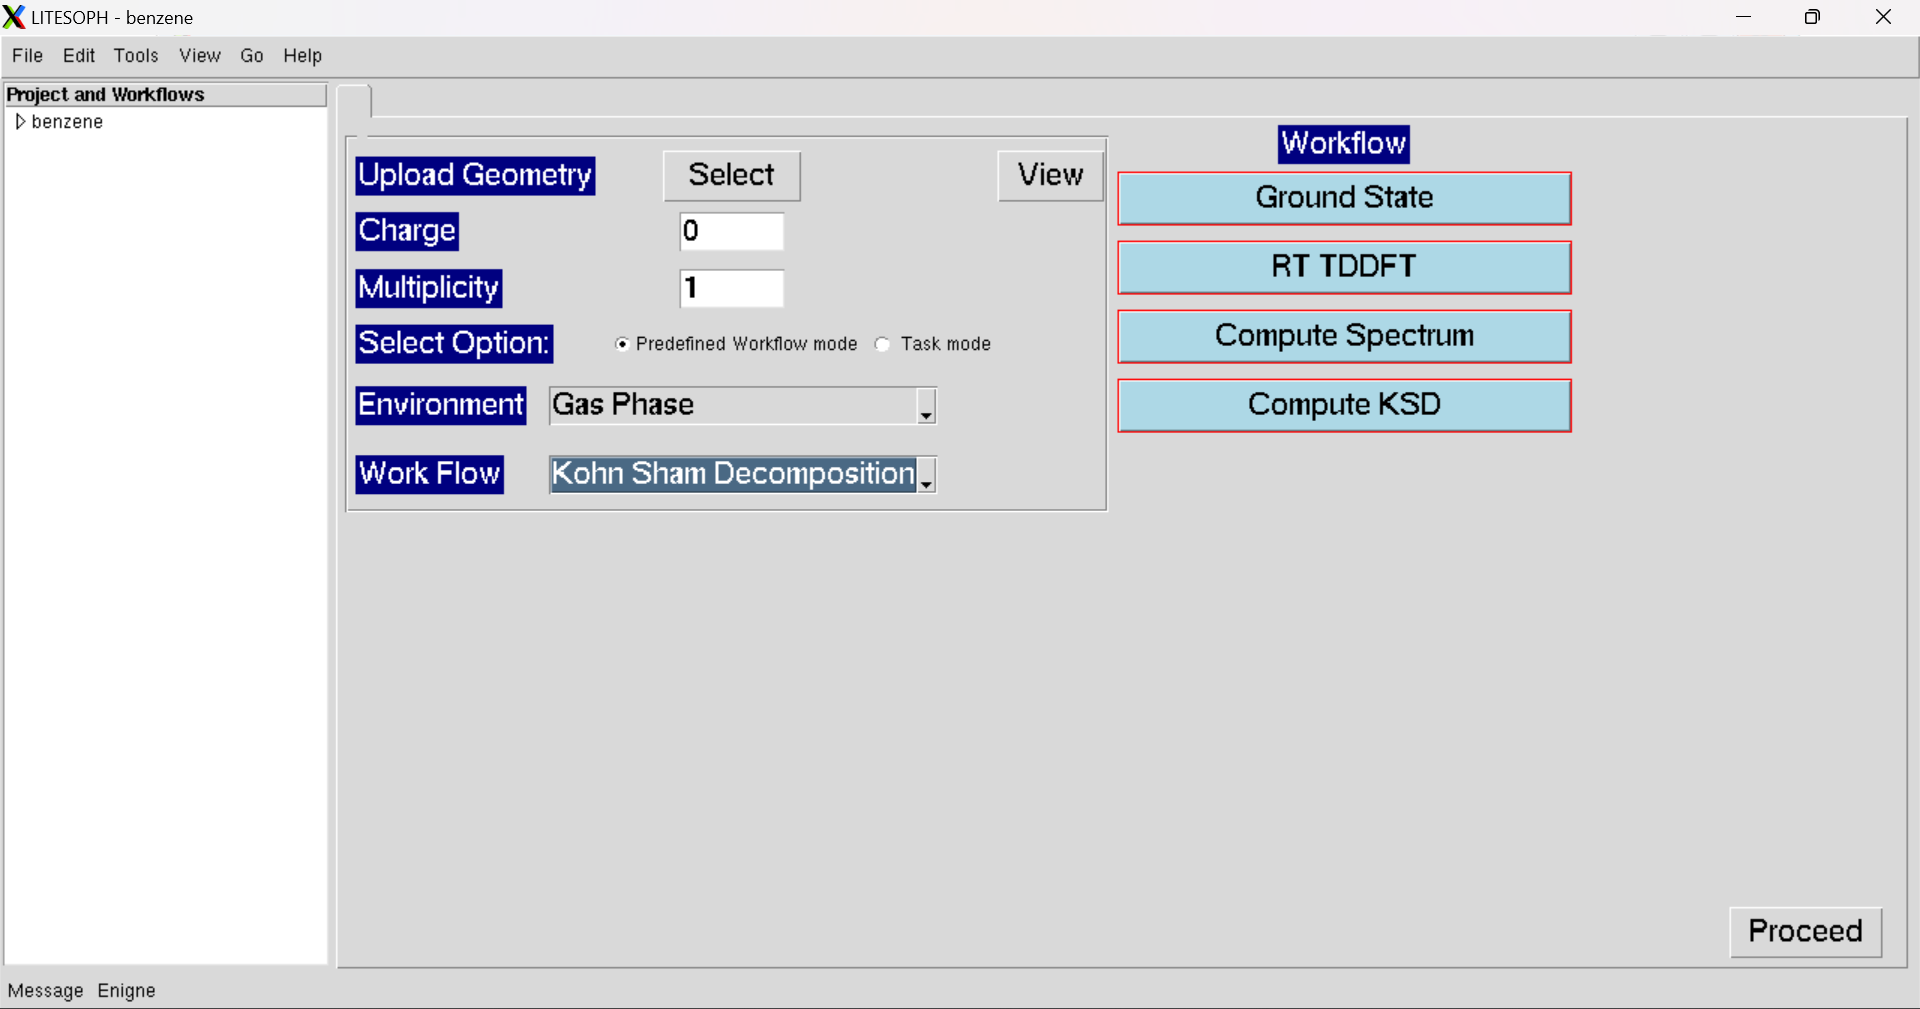 LITESOPH - benzene
File Edit Tools View Go Help
Project and Workflows
benzene
Upload Geometry Select View
Charge 0
Multiplicity 1
Select Option: Predefined Workflow mode Task mode
Environment Gas Phase
Work Flow Kohn Sham Decomposition
Workflow
Ground State
RT TDDFT
Compute Spectrum
Compute KSD
Proceed
Message Enigne